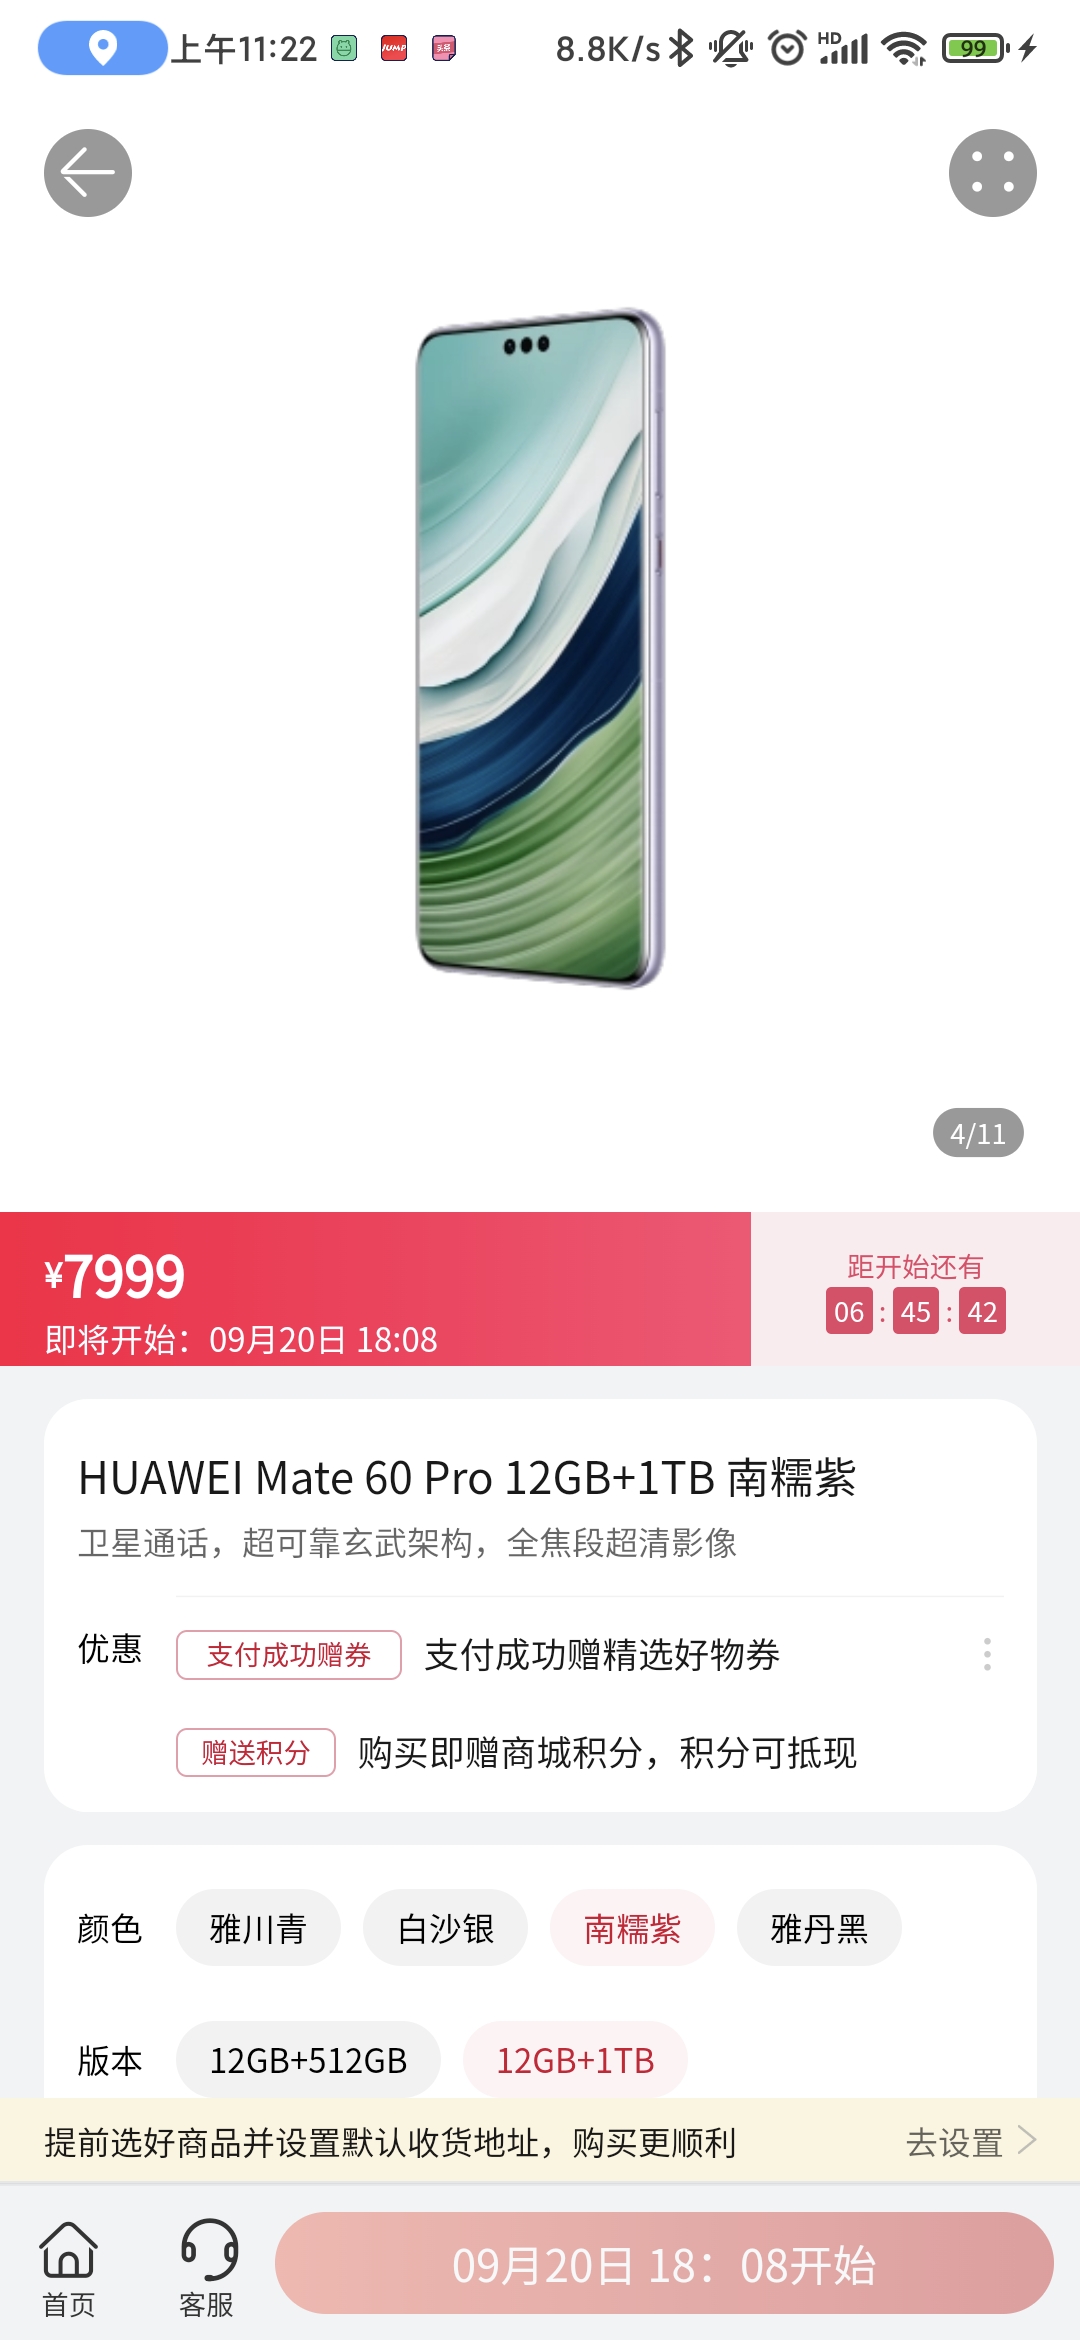 上午11:22
JUMP
头条
8.8K/s
HD
99
4/11
¥7999
即将开始：09月20日 18:08
距开始还有
06 : 45 : 42
HUAWEI Mate 60 Pro 12GB+1TB 南糯紫
卫星通话，超可靠玄武架构，全焦段超清影像
优惠 支付成功赠券 支付成功赠精选好物券
赠送积分 购买即赠商城积分，积分可抵现
颜色 雅川青 白沙银 南糯紫 雅丹黑
版本 12GB+512GB 12GB+1TB
提前选好商品并设置默认收货地址，购买更顺利 去设置
首页 客服 09月20日 18：08开始